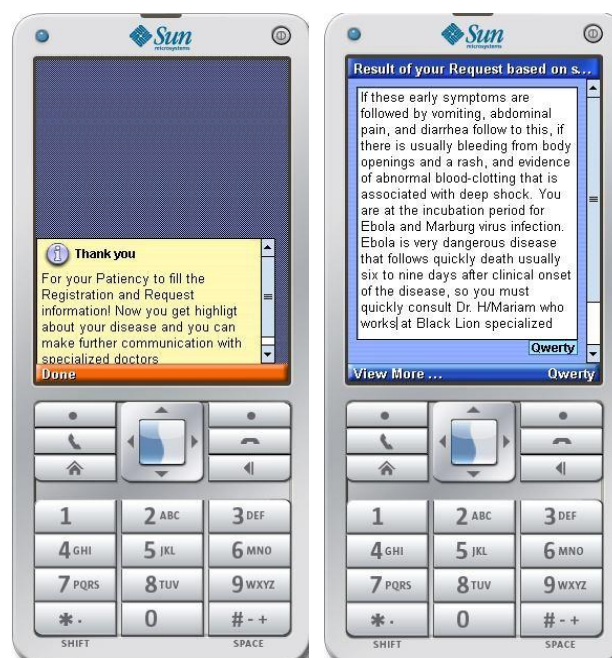 Sun
microsystems
Thank you
For your Patiency to fill the
Registration and Request
information! Now you get highligt
about your disease and you can
make further communication with
specialized doctors
Done
1
2 ABC
3 DEF
4 GHI
5 JKL
6 MNO
7 PQRS
8 TUV
9 WXYZ
* .
0
# - +
SHIFT
SPACE
Sun
microsystems
Result of your Request based on s...
If these early symptoms are
followed by vomiting, abdominal
pain, and diarrhea follow to this, if
there is usually bleeding from body
openings and a rash, and evidence
of abnormal blood-clotting that is
associated with deep shock. You
are at the incubation period for
Ebola and Marburg virus infection.
Ebola is very dangerous disease
that follows quickly death usually
six to nine days after clinical onset
of the disease, so you must
quickly consult Dr. H/Mariam who
works at Black Lion specialized
Qwerty
View More ...
Qwerty
1
2 ABC
3 DEF
4 GHI
5 JKL
6 MNO
7 PQRS
8 TUV
9 WXYZ
* .
0
# - +
SHIFT
SPACE